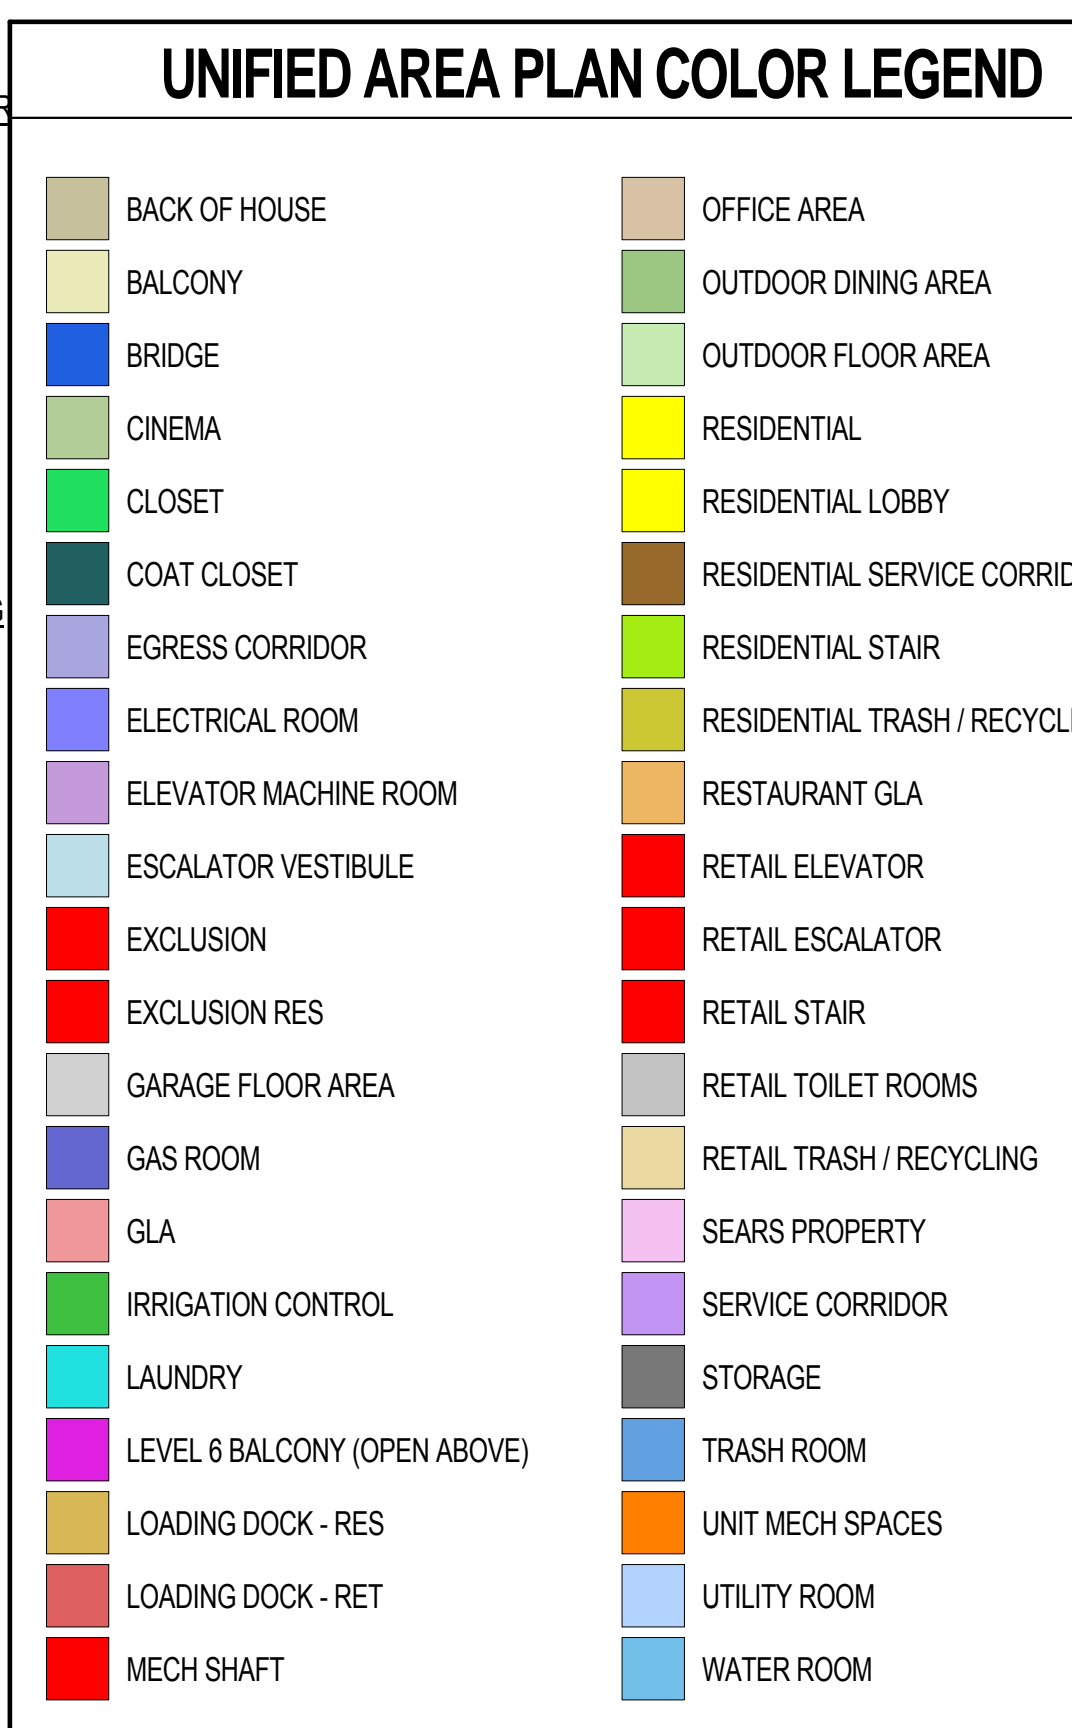 UNIFIED AREA PLAN COLOR LEGEND
BACK OF HOUSE
BALCONY
BRIDGE
CINEMA
CLOSET
COAT CLOSET
EGRESS CORRIDOR
ELECTRICAL ROOM
ELEVATOR MACHINE ROOM
ESCALATOR VESTIBULE
EXCLUSION
EXCLUSION RES
GARAGE FLOOR AREA
GAS ROOM
GLA
IRRIGATION CONTROL
LAUNDRY
LEVEL 6 BALCONY (OPEN ABOVE)
LOADING DOCK - RES
LOADING DOCK - RET
MECH SHAFT
OFFICE AREA
OUTDOOR DINING AREA
OUTDOOR FLOOR AREA
RESIDENTIAL
RESIDENTIAL LOBBY
RESIDENTIAL SERVICE
RESIDENTIAL STAIR
RESIDENTIAL TRASH /
RESTAURANT GLA
RETAIL ELEVATOR
RETAIL ESCALATOR
RETAIL STAIR
RETAIL TOILET ROOMS
RETAIL TRASH / RECYCLING
SEARS PROPERTY
SERVICE CORRIDOR
STORAGE
TRASH ROOM
UNIT MECH SPACES
UTILITY ROOM
WATER ROOM